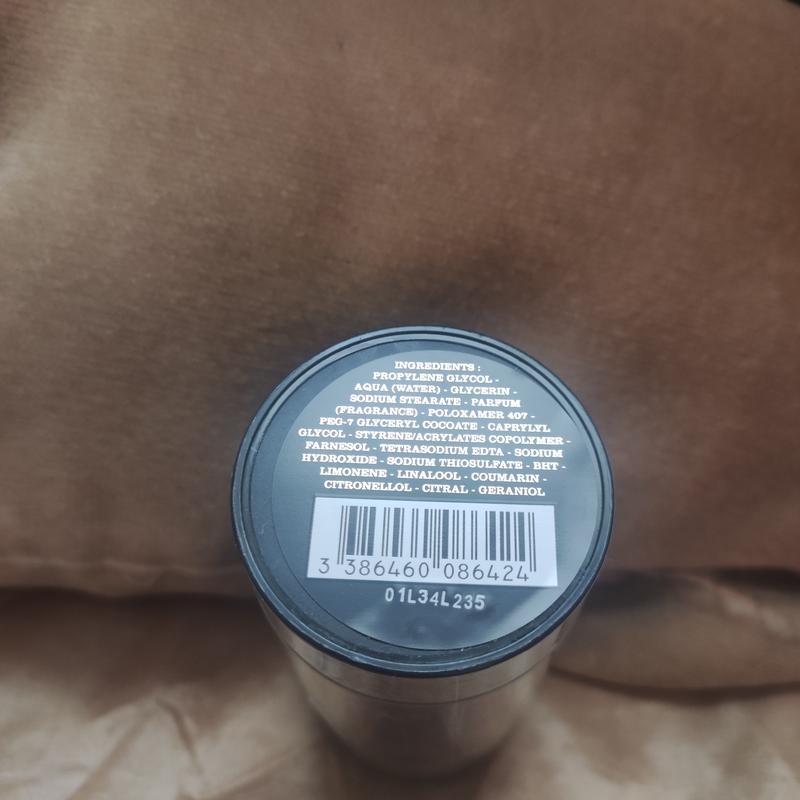 INGREDIENTS :
PROPYLENE GLYCOL -
AQUA (WATER) - GLYCERIN -
SODIUM STEARATE - PARFUM
(FRAGRANCE) - POLOXAMER 407 -
PEG-7 GLYCERYL COCOATE - CAPRYLYL
GLYCOL - STYRENE/ACRYLATES COPOLYMER -
FARNESOL - TETRASODIUM EDTA - SODIUM
HYDROXIDE - SODIUM THIOSULFATE - BHT -
LIMONENE - LINALOOL - COUMARIN -
CITRONELLOL - CITRAL - GERANIOL
3 386460 086424
01L34L235